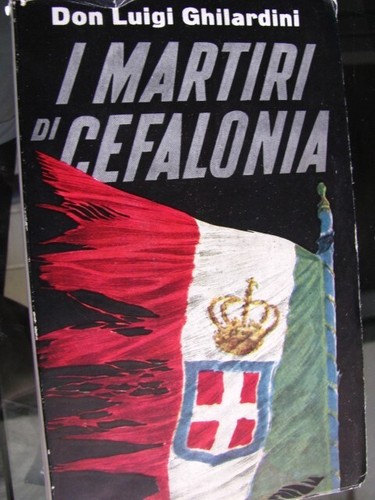 Don Luigi Ghilardini
I MARTIRI
DI CEFALONIA